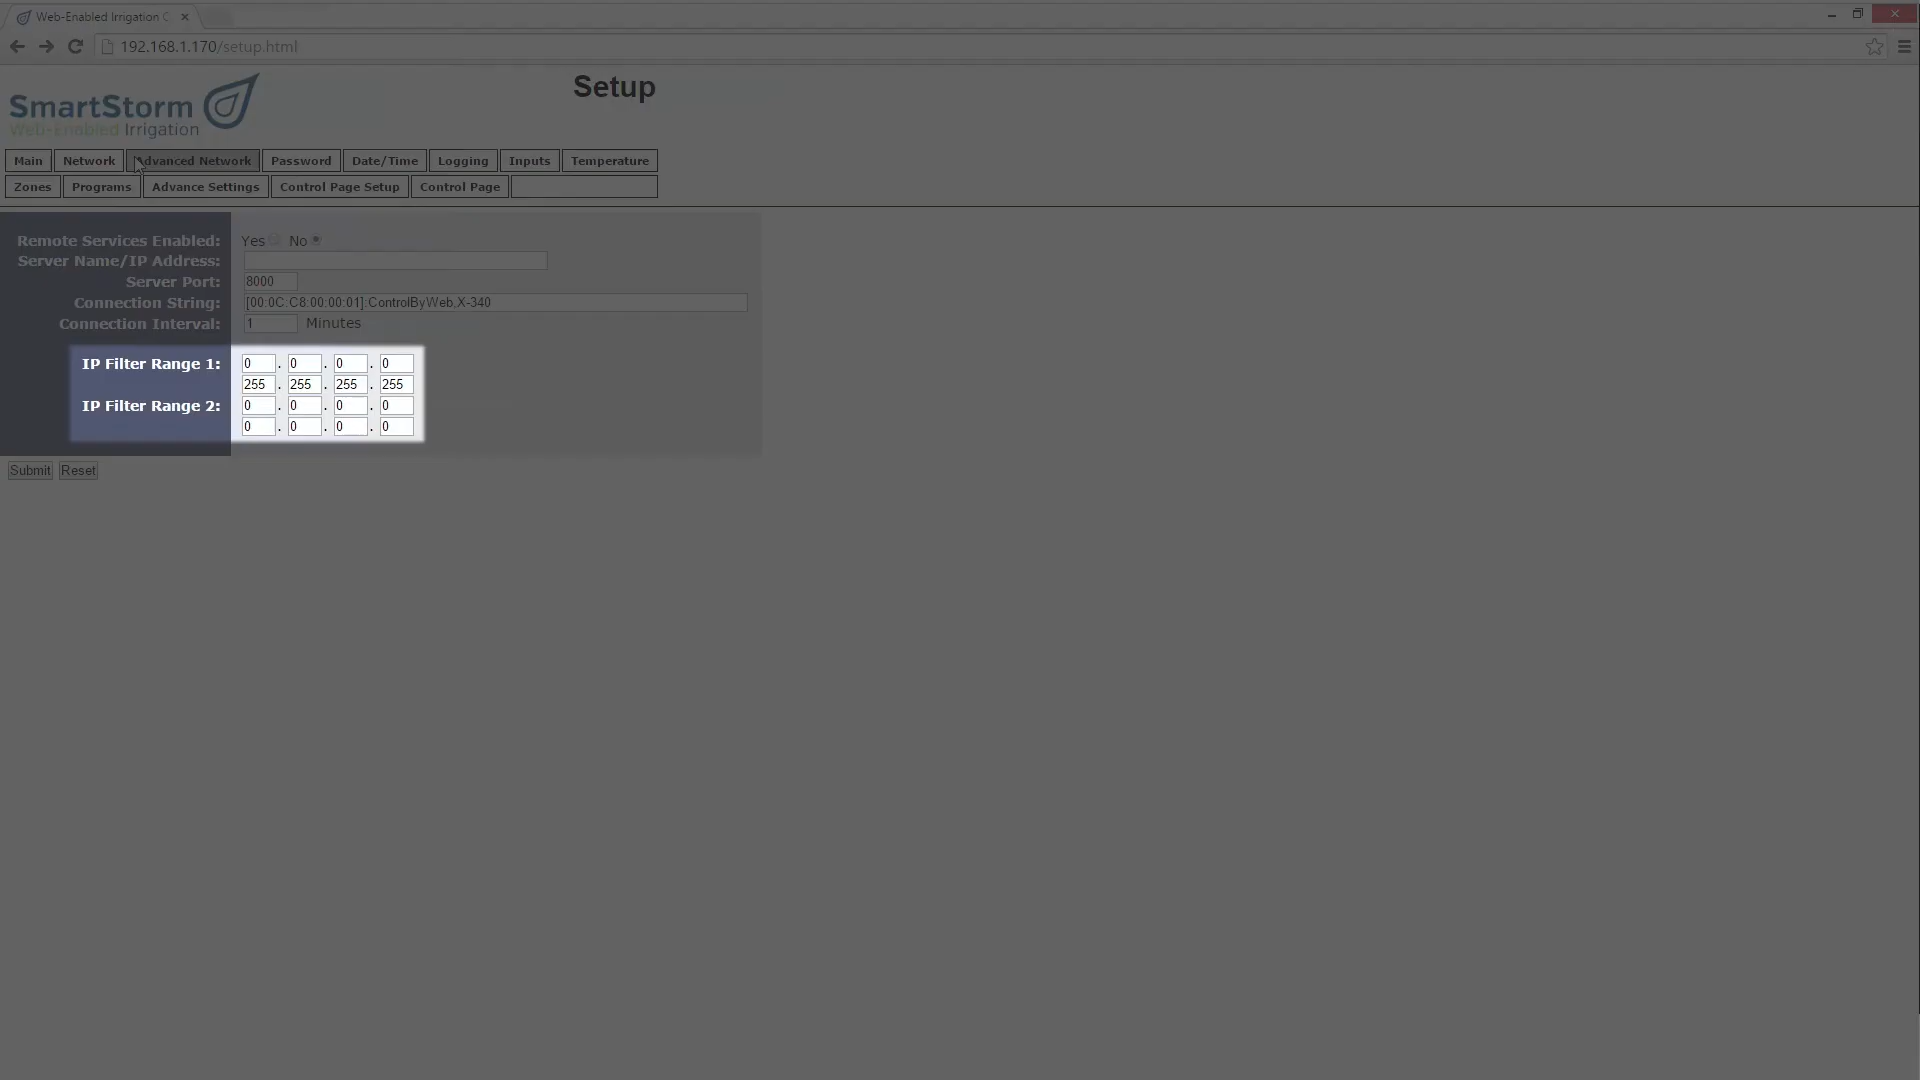 Web-Enabled Irrigation C
192.168.1.170/setup.html
SmartStorm
Web-Enabled Irrigation
Setup
Main Network Advanced Network Password Date/Time Logging Inputs Temperature
Zones Programs Advance Settings Control Page Setup Control Page
Remote Services Enabled: Yes No
Server Name/IP Address:
Server Port: 8000
Connection String: [00:0C:C8:00:00:01]:ControlByWeb,X-340
Connection Interval: 1 Minutes
IP Filter Range 1: 0 . 0 . 0 . 0
255 . 255 . 255 . 255
IP Filter Range 2: 0 . 0 . 0 . 0
0 . 0 . 0 . 0
Submit Reset